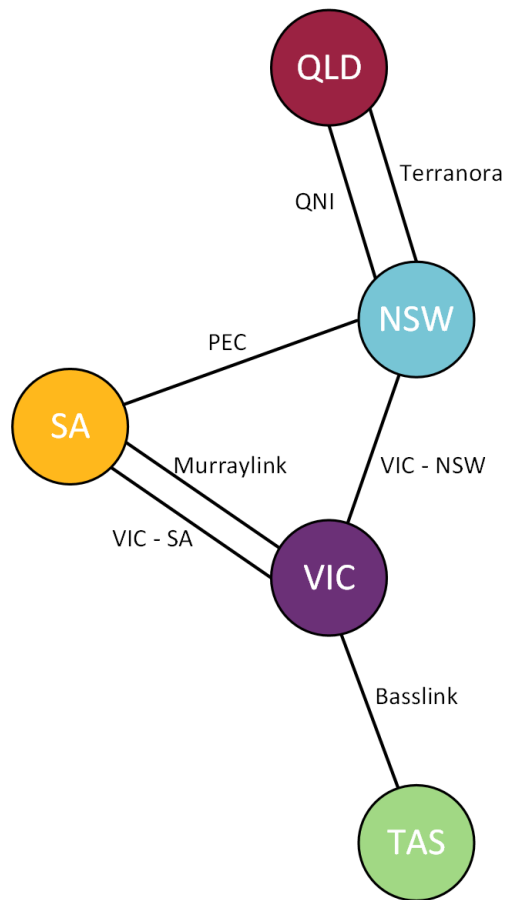 QLD
Terranora
QNI
NSW
PEC
SA
Murraylink
VIC - NSW
VIC - SA
VIC
Basslink
TAS